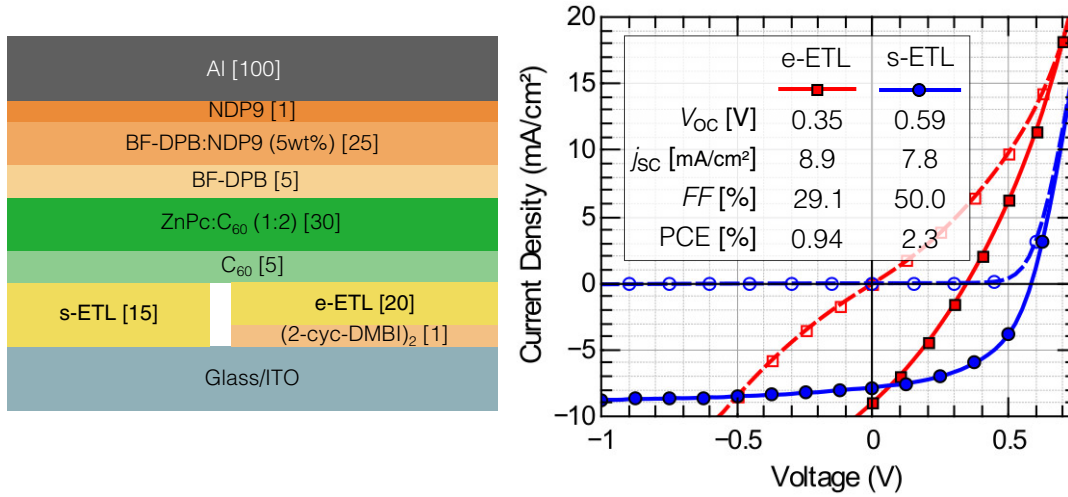 Al [100]
NDP9 [1]
BF-DPB:NDP9 (5wt%) [25]
BF-DPB [5]
ZnPc:C₆₀ (1:2) [30]
C₆₀ [5]
s-ETL [15]
e-ETL [20]
(2-cyc-DMBI)₂ [1]
Glass/ITO
Current Density (mA/cm²)
20
15
10
5
0
−5
−10
e-ETL s-ETL
V_OC [V] 0.35 0.59
j_SC [mA/cm²] 8.9 7.8
FF [%] 29.1 50.0
PCE [%] 0.94 2.3
−1 −0.5 0 0.5
Voltage (V)